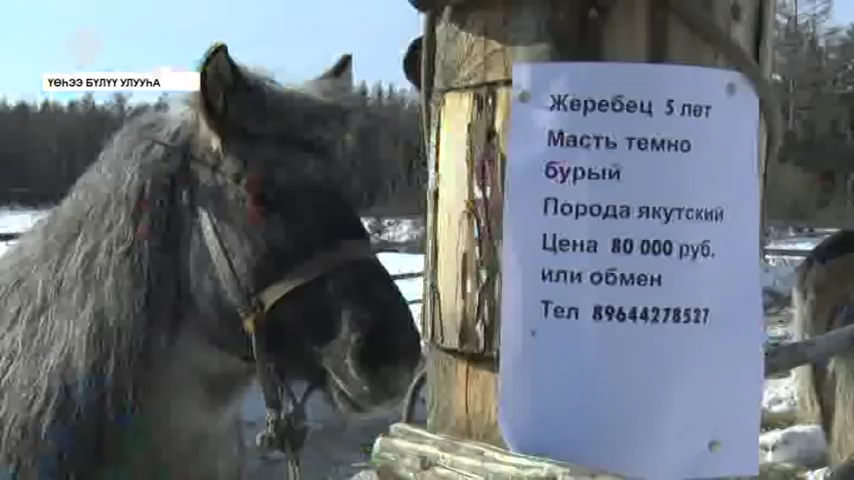 ҮӨҺЭЭ БҮЛҮҮ УЛУУҺА
Жеребец 5 лет
Масть темно
бурый
Порода якутский
Цена 80 000 руб.
или обмен
Тел 89644278527